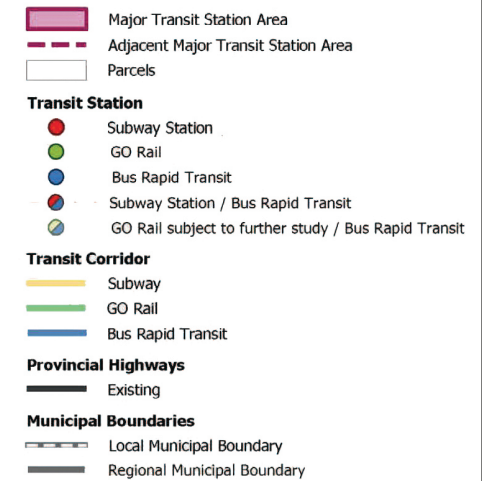 Major Transit Station Area
Adjacent Major Transit Station Area
Parcels
Transit Station
Subway Station
GO Rail
Bus Rapid Transit
Subway Station / Bus Rapid Transit
GO Rail subject to further study / Bus Rapid Transit
Transit Corridor
Subway
GO Rail
Bus Rapid Transit
Provincial Highways
Existing
Municipal Boundaries
Local Municipal Boundary
Regional Municipal Boundary